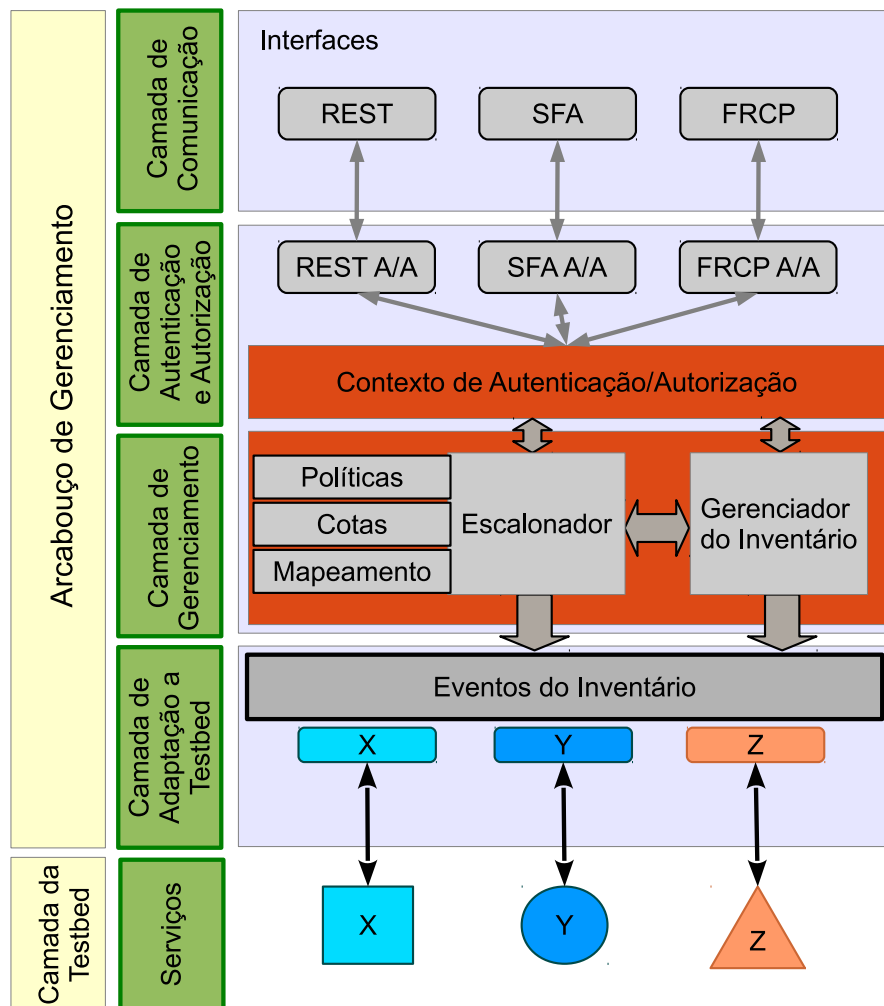 Arcabouço de Gerenciamento
Camada de
Comunicação
Interfaces
REST
SFA
FRCP
Camada de
Autenticação
e Autorização
REST A/A
SFA A/A
FRCP A/A
Contexto de Autenticação/Autorização
Camada de
Gerenciamento
Políticas
Cotas
Mapeamento
Escalonador
Gerenciador
do Inventário
Camada de
Adaptação a
Testbed
Eventos do Inventário
X
Y
Z
Camada da
Testbed
Serviços
X
Y
Z